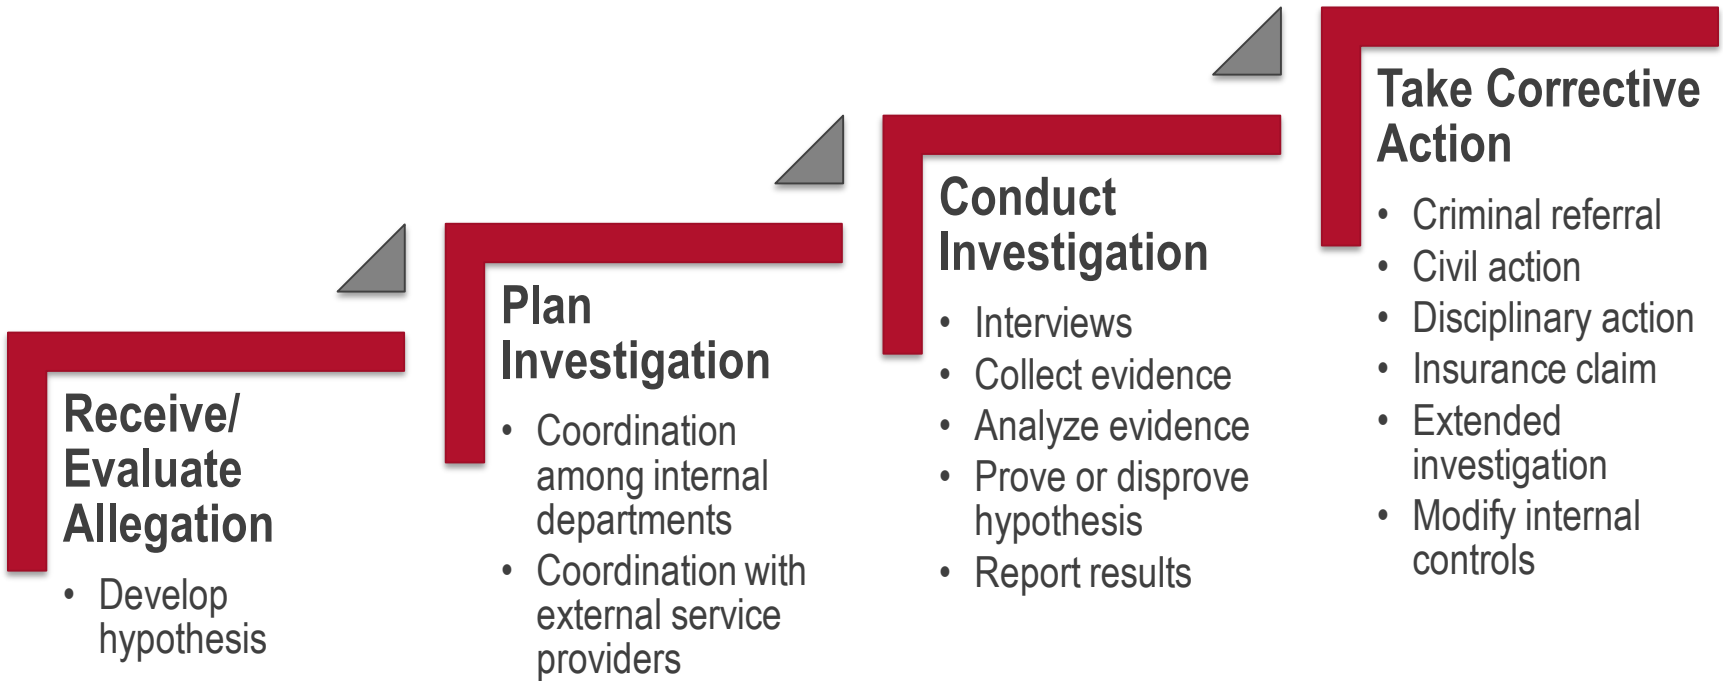 Receive/
Evaluate
Allegation
• Develop
hypothesis
Plan
Investigation
• Coordination
among internal
departments
• Coordination with
external service
providers
Conduct
Investigation
• Interviews
• Collect evidence
• Analyze evidence
• Prove or disprove
hypothesis
• Report results
Take Corrective
Action
• Criminal referral
• Civil action
• Disciplinary action
• Insurance claim
• Extended
investigation
• Modify internal
controls